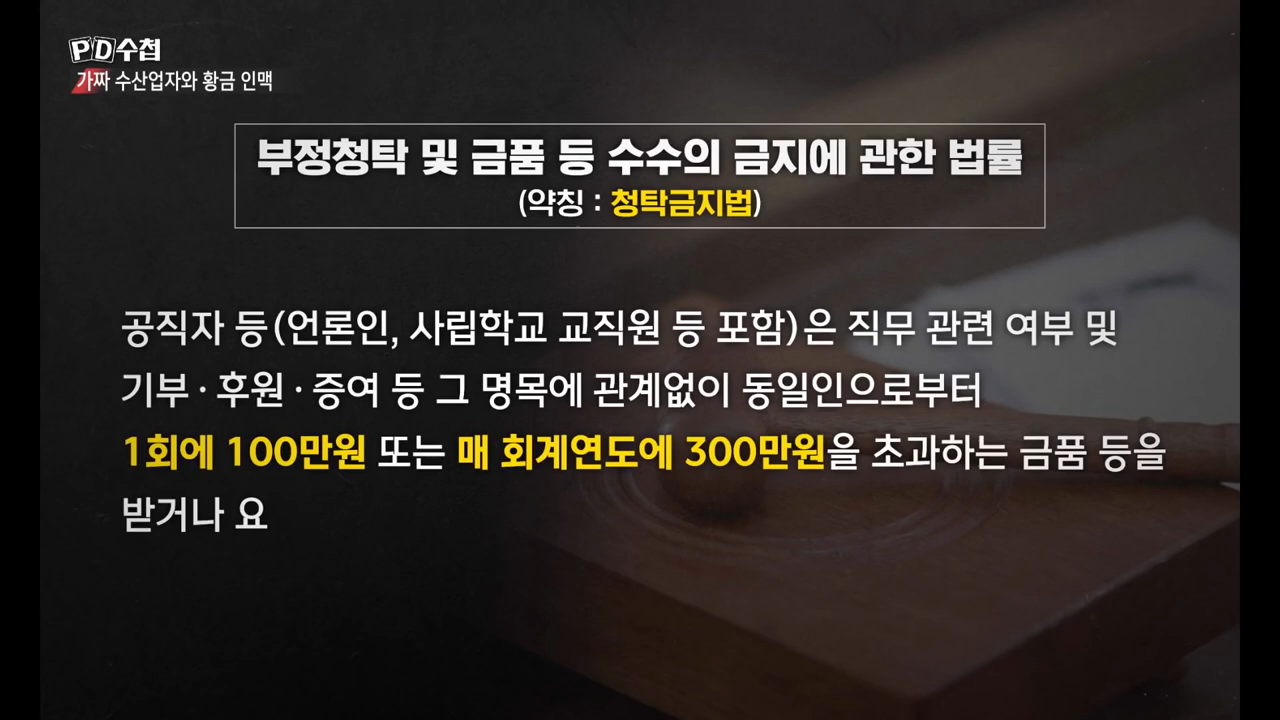 PD수첩
가짜 수산업자와 황금 인맥
부정청탁 및 금품 등 수수의 금지에 관한 법률
(약칭 : 청탁금지법)
공직자 등(언론인, 사립학교 교직원 등 포함)은 직무 관련 여부 및
기부·후원·증여 등 그 명목에 관계없이 동일인으로부터
1회에 100만원 또는 매 회계연도에 300만원을 초과하는 금품 등을
받거나 요